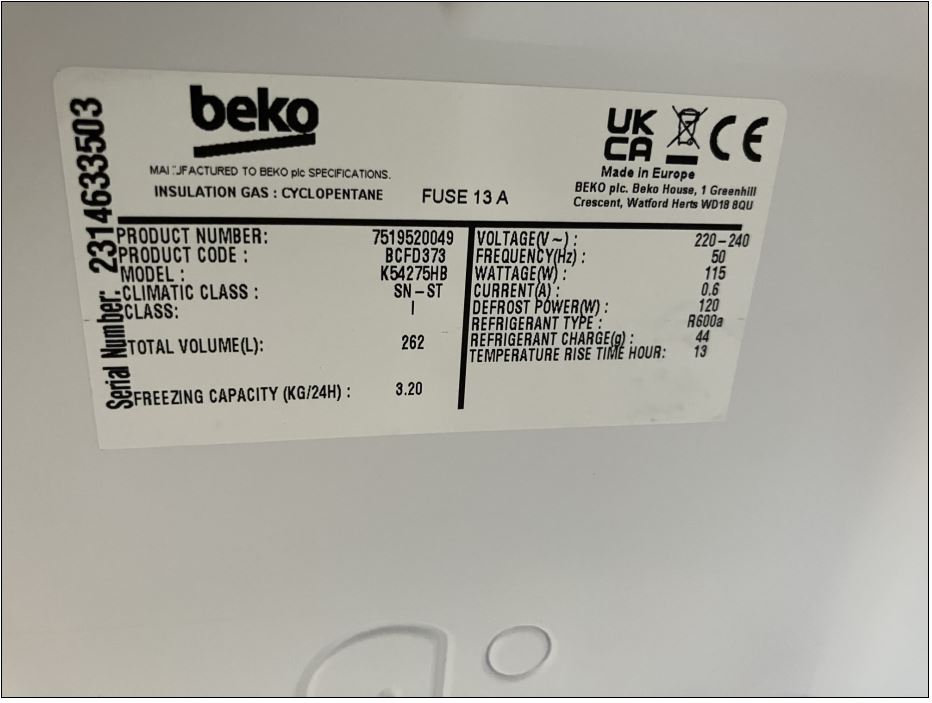 beko
MANUFACTURED TO BEKO plc SPECIFICATIONS.
INSULATION GAS : CYCLOPENTANE
FUSE 13 A
UK
CA
CE
Made in Europe
BEKO plc. Beko House, 1 Greenhill
Crescent, Watford Herts WD18 8QU
Serial Number: 2314633503
PRODUCT NUMBER: 7519520049
PRODUCT CODE : BCFD373
MODEL : K54275HB
CLIMATIC CLASS : SN-ST
CLASS: I
TOTAL VOLUME(L): 262
FREEZING CAPACITY (KG/24H) : 3.20
VOLTAGE(V ~) : 220-240
FREQUENCY(Hz) : 50
WATTAGE(W) : 115
CURRENT(A) : 0.6
DEFROST POWER(W) : 120
REFRIGERANT TYPE : R600a
REFRIGERANT CHARGE(g) : 44
TEMPERATURE RISE TIME HOUR: 13